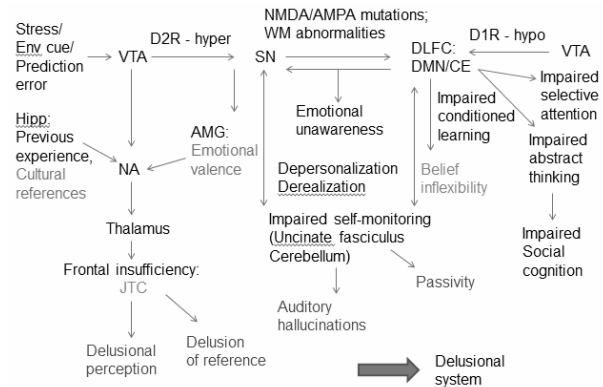 Stress/
Env cue/
Prediction
error
VTA
D2R - hyper
SN
NMDA/AMPA mutations;
WM abnormalities
DLFC:
DMN/CE
D1R - hypo
VTA
Hipp:
Previous
experience,
Cultural
references
NA
AMG:
Emotional
valence
Emotional
unawareness
Impaired
conditioned
learning
Impaired
selective
attention
Depersonalization
Derealization
Belief
inflexibility
Impaired
abstract
thinking
Thalamus
Impaired self-monitoring
(Uncinate fasciculus
Cerebellum)
Impaired
Social
cognition
Frontal insufficiency:
JTC
Passivity
Auditory
hallucinations
Delusional
perception
Delusion
of reference
Delusional
system